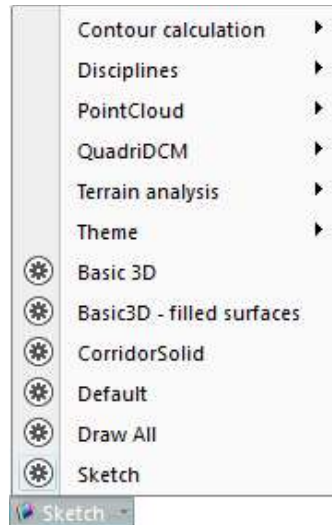 Contour calculation
Disciplines
PointCloud
QuadriDCM
Terrain analysis
Theme
Basic 3D
Basic3D - filled surfaces
CorridorSolid
Default
Draw All
Sketch
Sketch